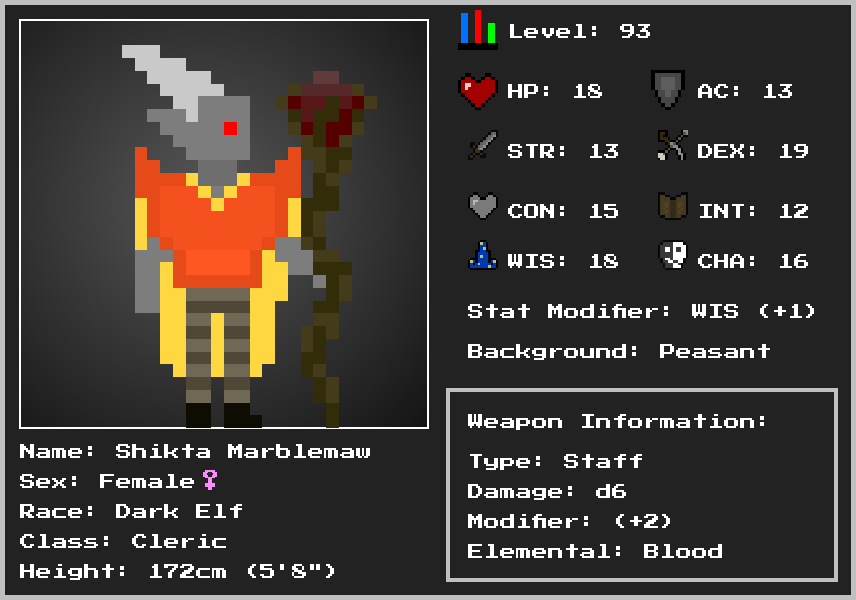 Level: 93
HP: 18 AC: 13
STR: 13 DEX: 19
CON: 15 INT: 12
WIS: 18 CHA: 16
Stat Modifier: WIS (+1)
Background: Peasant
Weapon Information:
Type: Staff
Damage: d6
Modifier: (+2)
Elemental: Blood
Name: Shikta Marblemaw
Sex: Female♀
Race: Dark Elf
Class: Cleric
Height: 172cm (5'8")